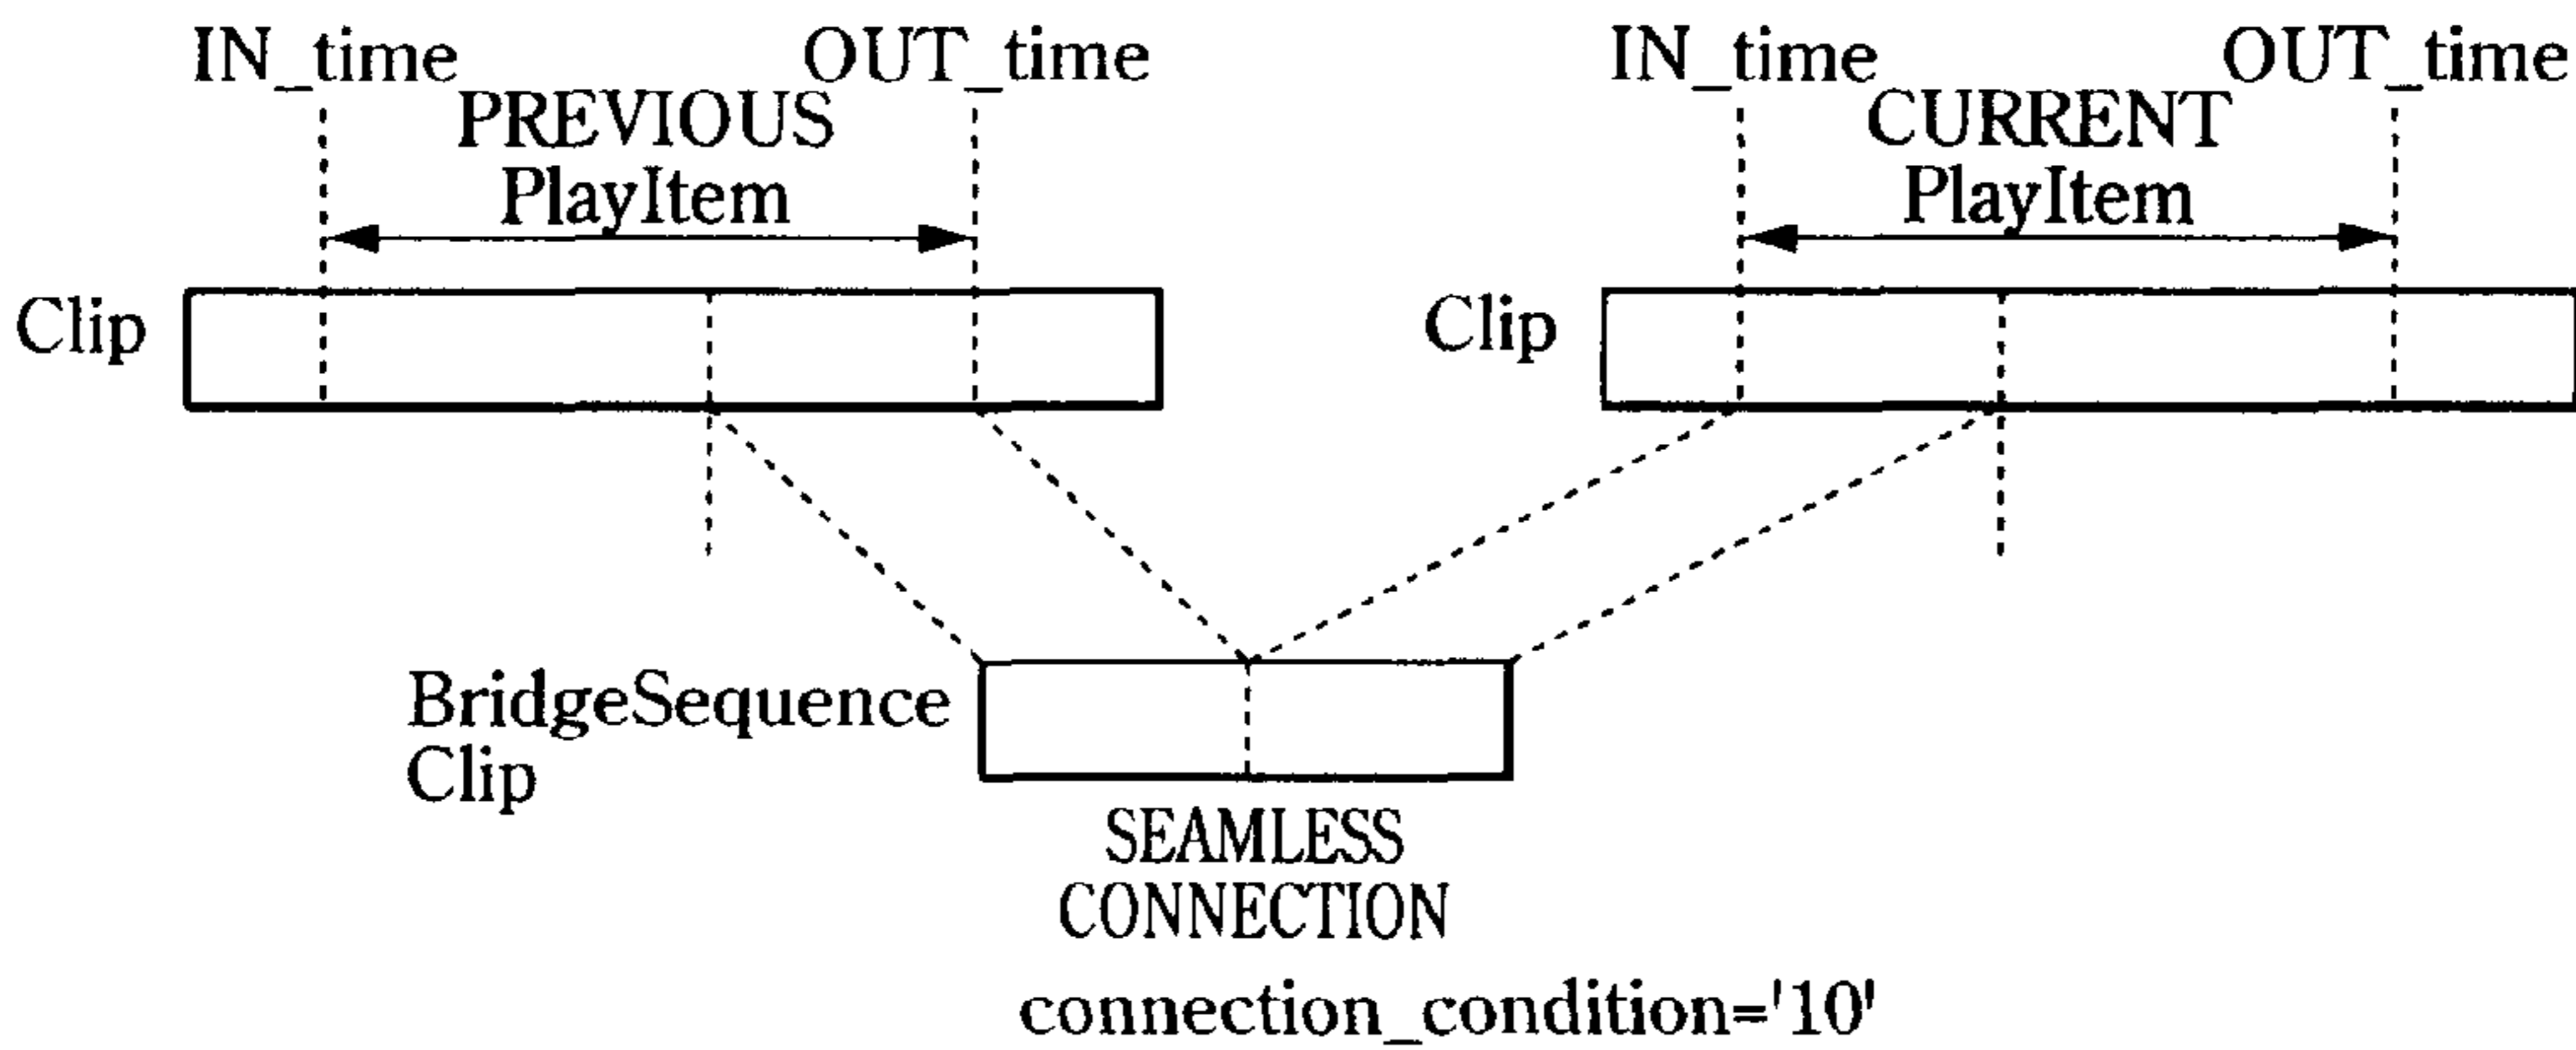 IN_time
OUT_time
PREVIOUS
PlayItem
Clip
IN_time
OUT_time
CURRENT
PlayItem
Clip
BridgeSequence
Clip
SEAMLESS
CONNECTION
connection_condition='10'